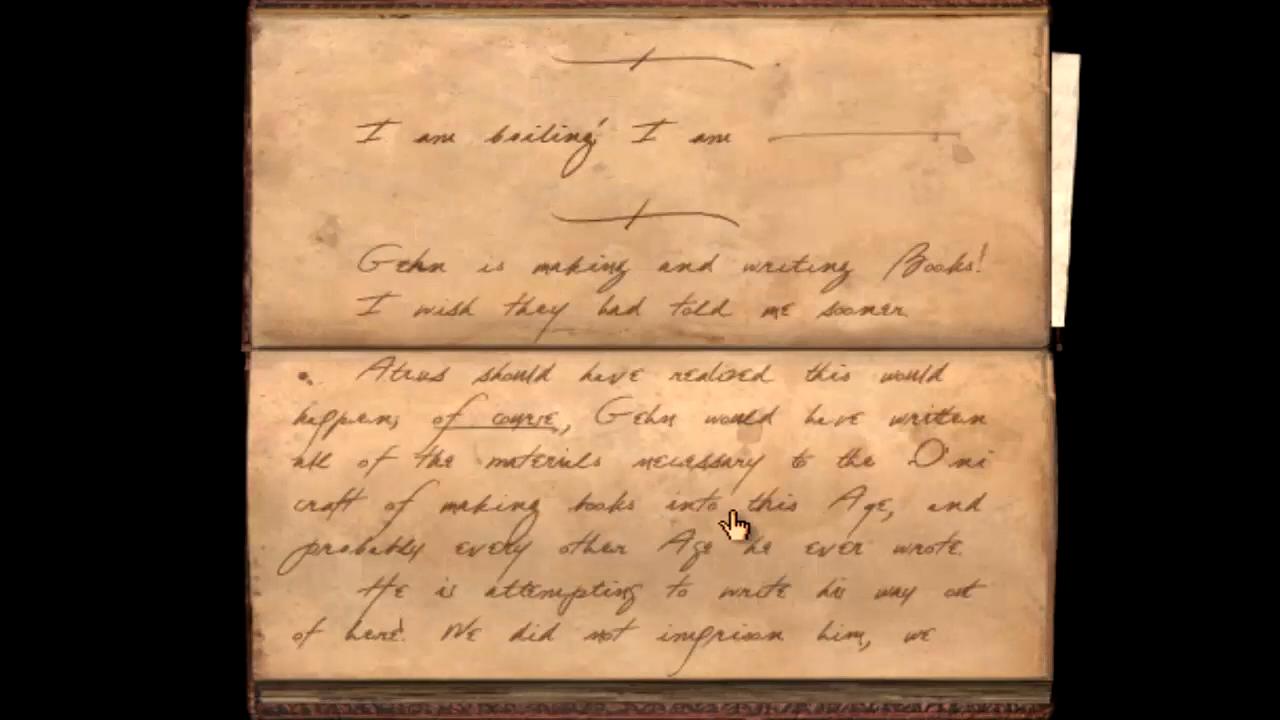 I am boiling! I am
Gehn is making and writing Books!
I wish they had told me sooner.
Atrus should have realized this would
happen; of course, Gehn would have written
all of the materials necessary to the D'ni
craft of making books into this Age, and
probably every other Age he ever wrote.
He is attempting to write his way out
of here! We did not imprison him, we